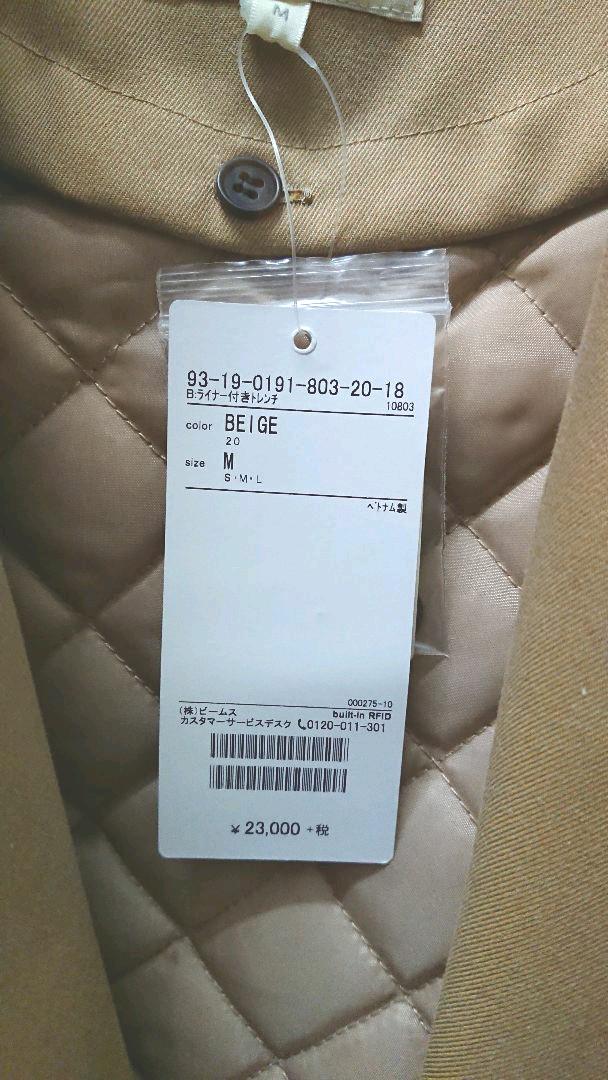 M
93-19-0191-803-20-18
B:ライナー付きトレンチ
10803
color BEIGE
20
size M
S・M・L
ベトナム製
000275-10
(株)ビームス built-in RFID
カスタマーサービスデスク 0120-011-301
¥ 23,000 +税